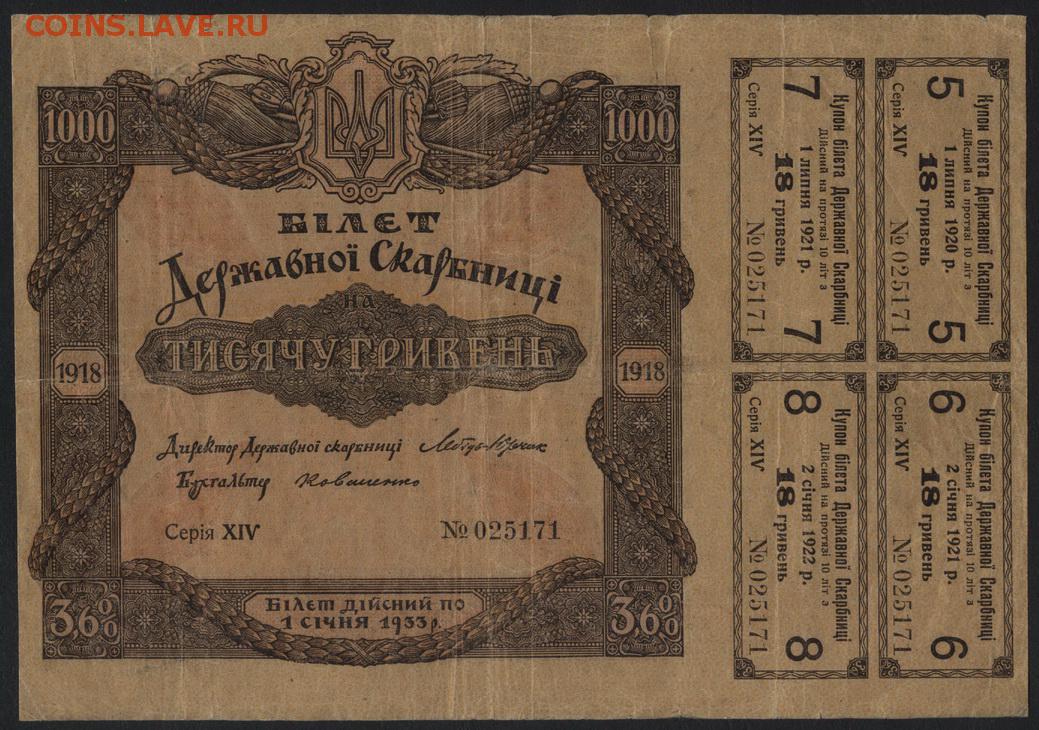 COINS.LAVE.RU
1000
1000
БІЛЄТ
Державної Скарбниці
НА
ТИСЯЧУ ГРИВЕНЬ
1918
1918
Директор Державної скарбниці
Бухгальтер
Серія XIV
№ 025171
3,6%
БІЛЄТ ДІЙСНИЙ ПО
1 СІЧНЯ 1933 р.
3,6%
5
5
Купон білета Державної Скарбниці
Дійсний на протязі 10 літ з
1 липня 1920 р.
18 гривень
Серія XIV
№ 025171
6
6
Купон білета Державної Скарбниці
Дійсний на протязі 10 літ з
2 січня 1921 р.
18 гривень
Серія XIV
№ 025171
7
7
Купон білета Державної Скарбниці
Дійсний на протязі 10 літ з
1 липня 1921 р.
18 гривень
Серія XIV
№ 025171
8
8
Купон білета Державної Скарбниці
Дійсний на протязі 10 літ з
2 січня 1922 р.
18 гривень
Серія XIV
№ 025171